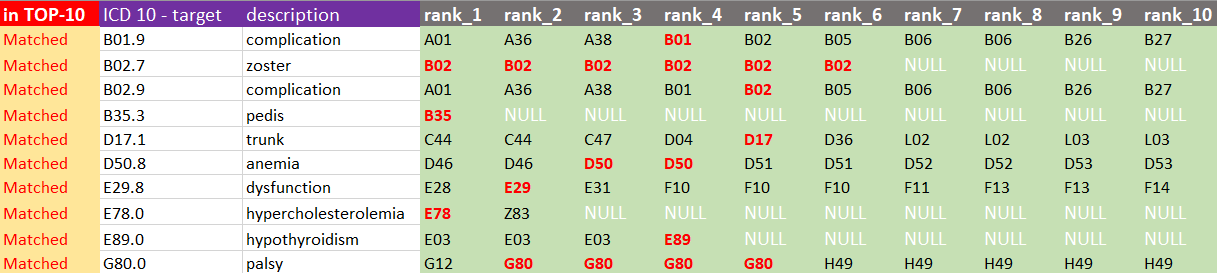 in TOP-10 ICD 10 - target description rank_1 rank_2 rank_3 rank_4 rank_5 rank_6 rank_7 rank_8 rank_9 rank_10
Matched B01.9 complication A01 A36 A38 B01 B02 B05 B06 B06 B26 B27
Matched B02.7 zoster B02 B02 B02 B02 B02 B02 NULL NULL NULL NULL
Matched B02.9 complication A01 A36 A38 B01 B02 B05 B06 B06 B26 B27
Matched B35.3 pedis B35 NULL NULL NULL NULL NULL NULL NULL NULL NULL
Matched D17.1 trunk C44 C44 C47 D04 D17 D36 L02 L02 L03 L03
Matched D50.8 anemia D46 D46 D50 D50 D51 D51 D52 D52 D53 D53
Matched E29.8 dysfunction E28 E29 E31 F10 F10 F10 F11 F13 F13 F14
Matched E78.0 hypercholesterolemia E78 Z83 NULL NULL NULL NULL NULL NULL NULL NULL
Matched E89.0 hypothyroidism E03 E03 E03 E89 NULL NULL NULL NULL NULL NULL
Matched G80.0 palsy G12 G80 G80 G80 G80 H49 H49 H49 H49 H49